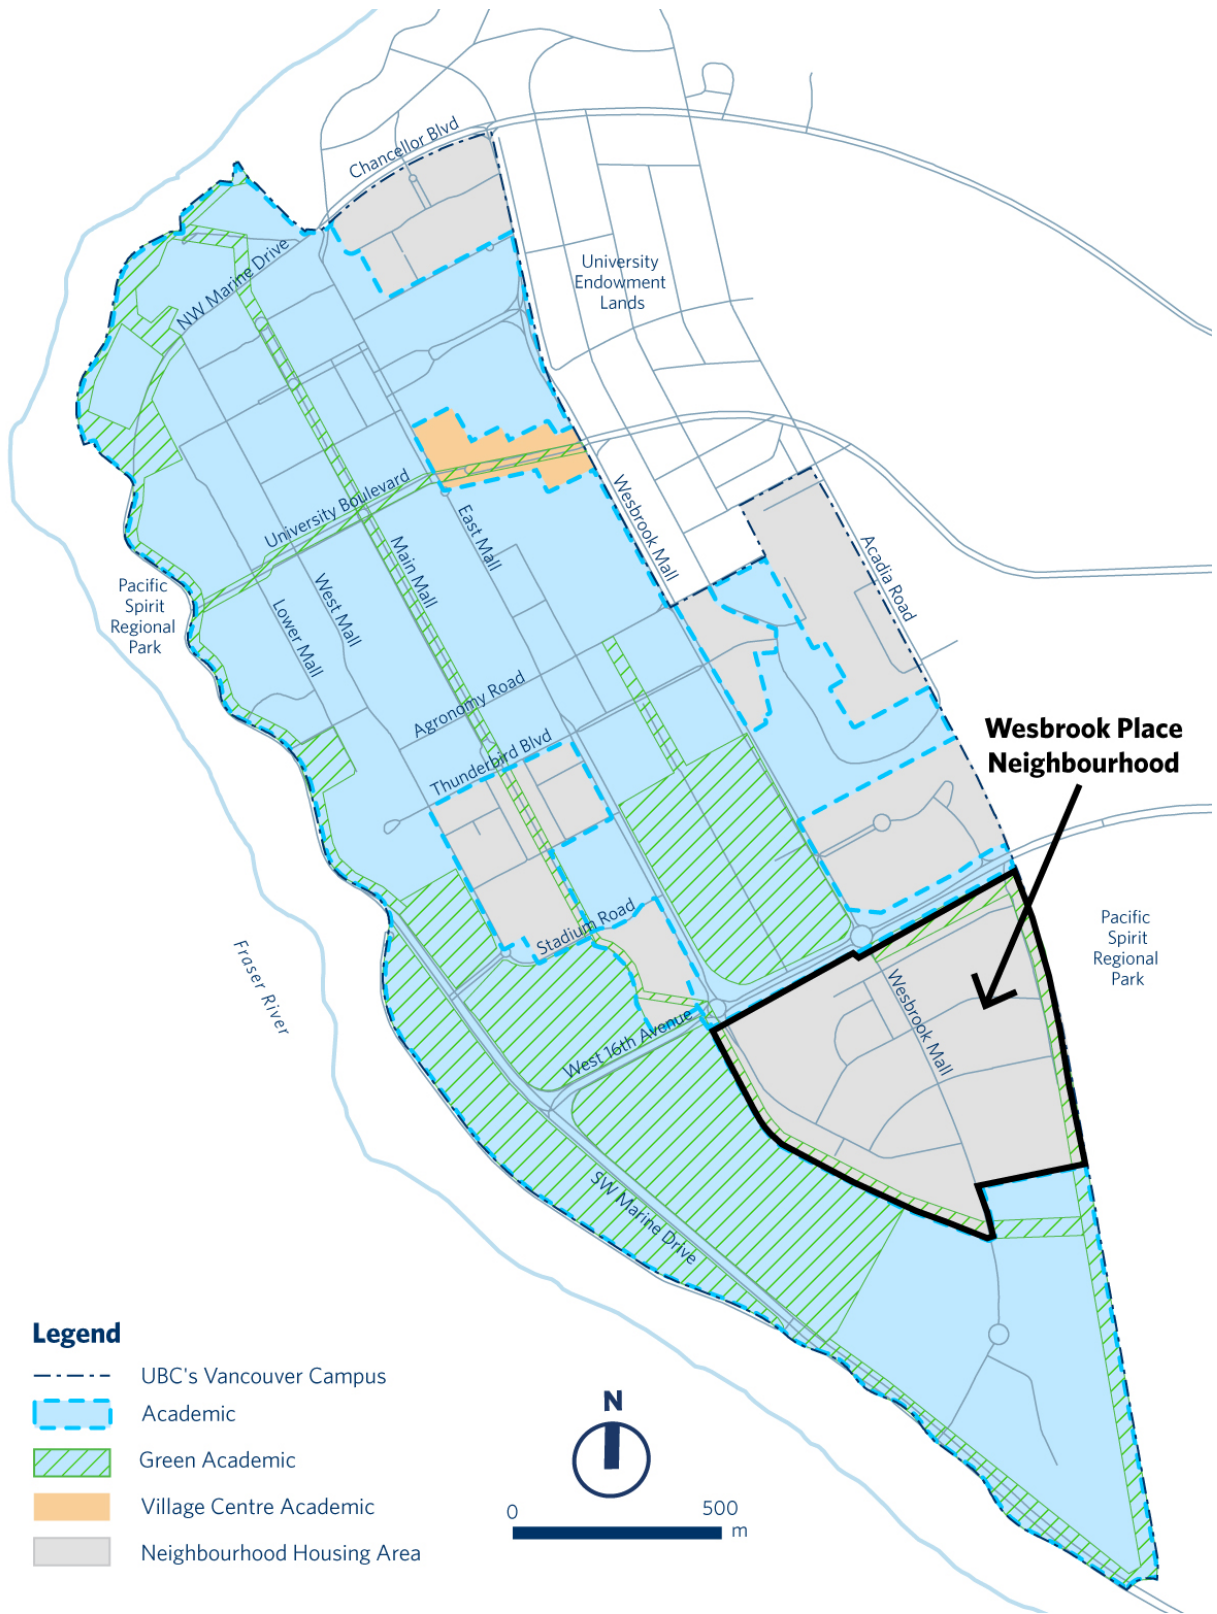 Chancellor Blvd
NW Marine Drive
University
Endowment
Lands
University Boulevard
Wesbrook Mall
East Mall
Main Mall
Acadia Road
West Mall
Lower Mall
Pacific
Spirit
Regional
Park
Agronomy Road
Thunderbird Blvd
Wesbrook Place
Neighbourhood
Stadium Road
Pacific
Spirit
Regional
Park
Fraser River
Wesbrook Mall
West 16th Avenue
SW Marine Drive
Legend
UBC's Vancouver Campus
Academic
Green Academic
Village Centre Academic
Neighbourhood Housing Area
N
0 500
m